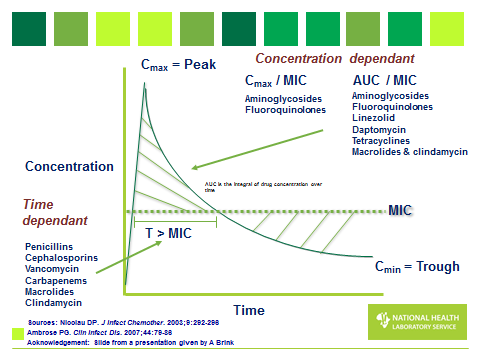 Concentration dependant
Cmax = Peak
Cmax / MIC
Aminoglycosides
Fluoroquinolones
AUC / MIC
Aminoglycosides
Fluoroquinolones
Linezolid
Daptomycin
Tetracyclines
Macrolides & clindamycin
Concentration
AUC is the integral of drug concentration over
time
Time
dependant
MIC
T > MIC
Penicillins
Cephalosporins
Vancomycin
Carbapenems
Macrolides
Clindamycin
Cmin = Trough
Time
NATIONAL HEALTH
LABORATORY SERVICE
Sources: Nicolau DP. J Infect Chemother. 2003;9:292-296
Ambrose PG. Clin Infect Dis. 2007;44:79-86
Acknowledgement: Slide from a presentation given by A Brink